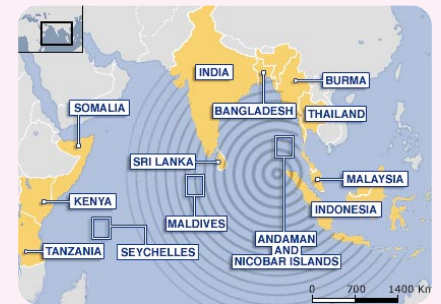 INDIA
BURMA
SOMALIA
BANGLADESH
THAILAND
SRI LANKA
MALAYSIA
KENYA
MALDIVES
INDONESIA
TANZANIA
SEYCHELLES
ANDAMAN
AND
NICOBAR ISLANDS
0 700 1400 Km